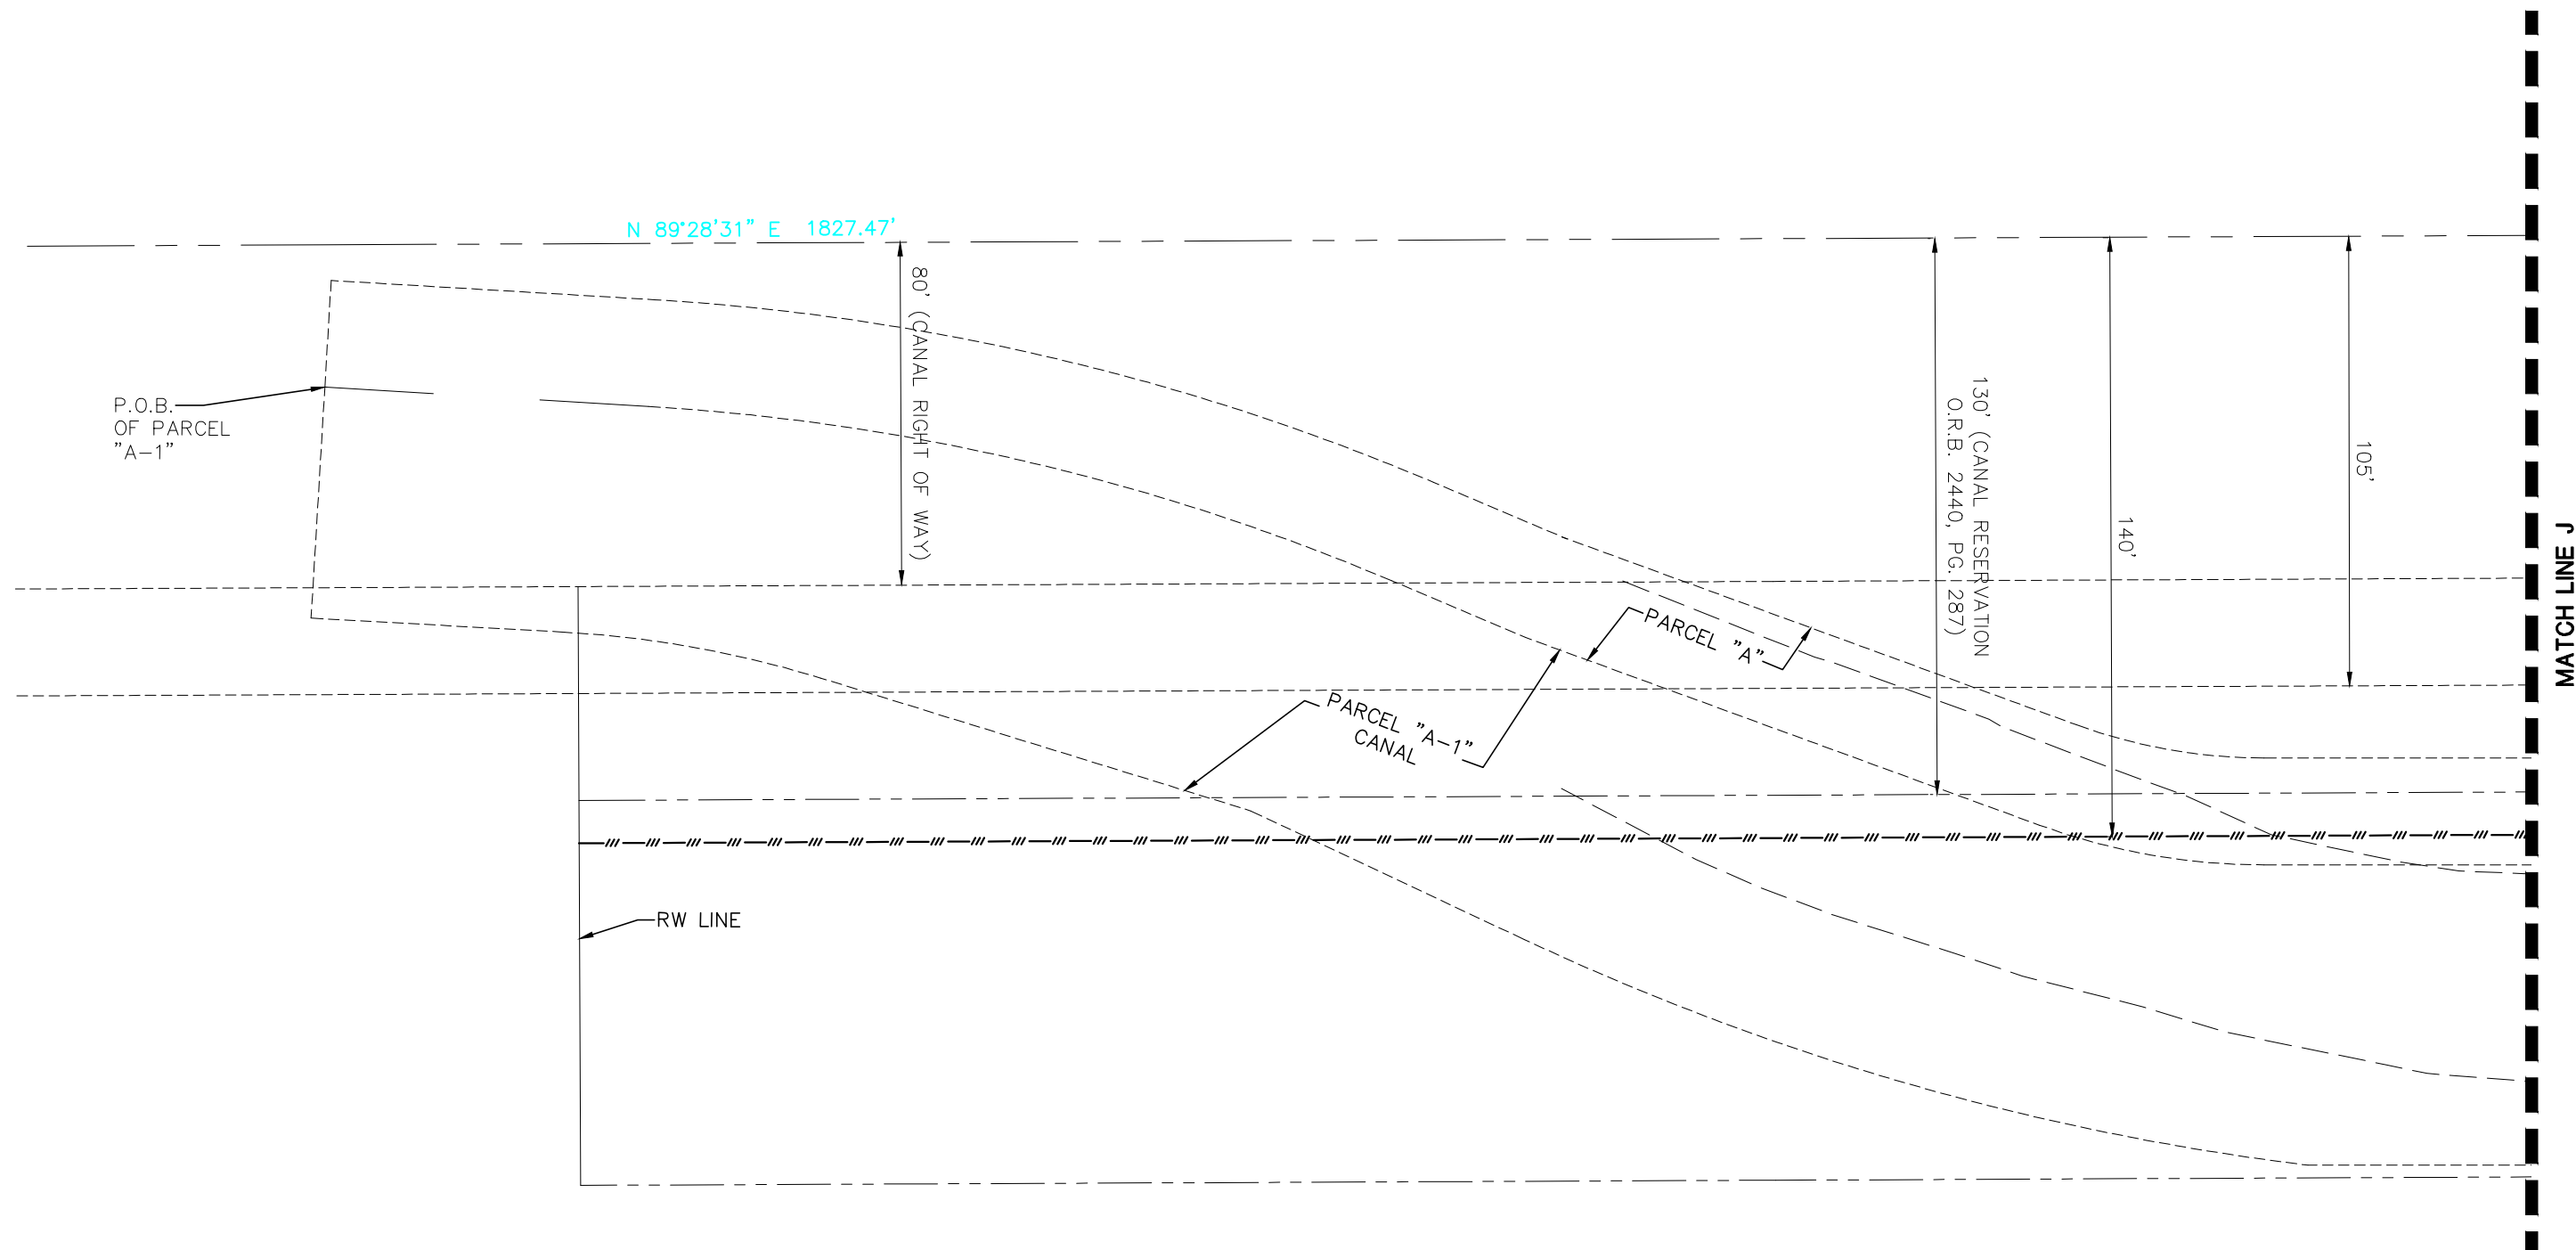 N 89°28'31" E 1827.47'
80' (CANAL RIGHT OF WAY)
130' (CANAL RESERVATION
O.R.B. 2440, PG. 1287)
140'
105'
MATCH LINE J
P.O.B.
OF PARCEL
"A-1"
PARCEL "A"
PARCEL "A-1"
CANAL
RW LINE